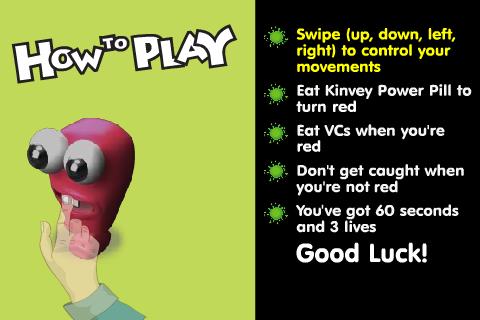 How TO PLAY
Swipe (up, down, left,
right) to control your
movements
Eat Kinvey Power Pill to
turn red
Eat VCs when you're
red
Don't get caught when
you're not red
You've got 60 seconds
and 3 lives
Good Luck!